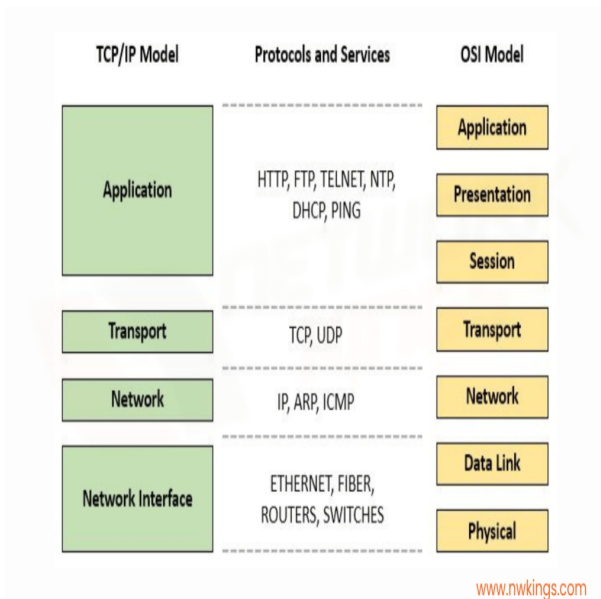 TCP/IP Model
Protocols and Services
OSI Model
Application
HTTP, FTP, TELNET, NTP,
DHCP, PING
Application
Presentation
Session
Transport
TCP, UDP
Transport
Network
IP, ARP, ICMP
Network
Network Interface
ETHERNET, FIBER,
ROUTERS, SWITCHES
Data Link
Physical
www.nwkings.com